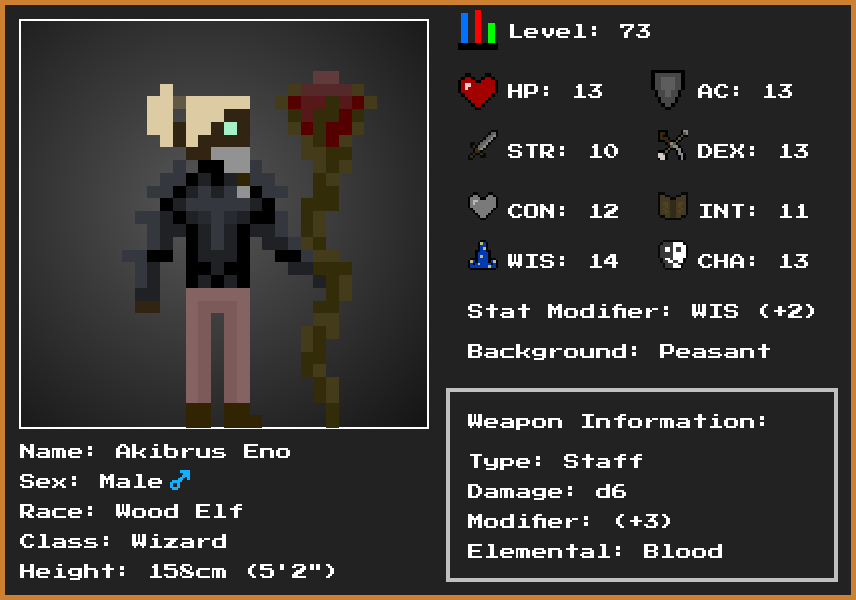 Level: 73
HP: 13
AC: 13
STR: 10
DEX: 13
CON: 12
INT: 11
WIS: 14
CHA: 13
Stat Modifier: WIS (+2)
Background: Peasant
Weapon Information:
Type: Staff
Damage: d6
Modifier: (+3)
Elemental: Blood
Name: Akibrus Eno
Sex: Male♂
Race: Wood Elf
Class: Wizard
Height: 158cm (5'2")